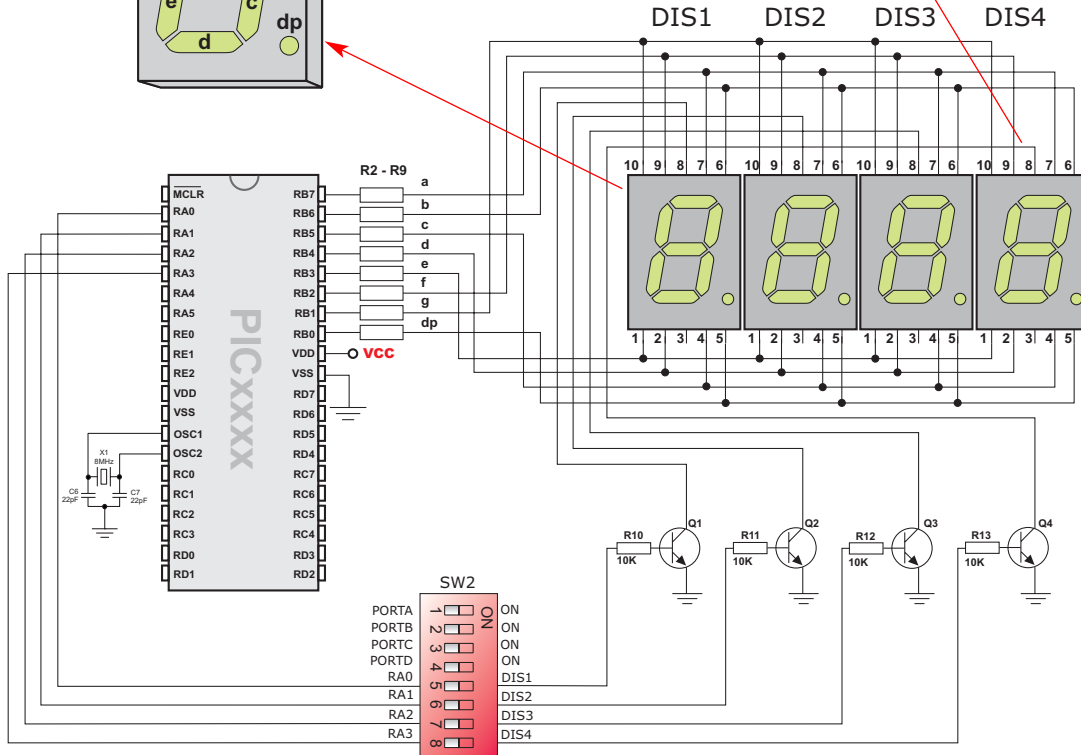 DIS1 DIS2 DIS3 DIS4
e c
d
dp
10 9 8 7 6 10 9 8 7 6 10 9 8 7 6 10 9 8 7 6
1 2 3 4 5 1 2 3 4 5 1 2 3 4 5 1 2 3 4 5
R2 - R9
a
b
c
d
e
f
g
dp
VCC
PICxxxx
MCLR RB7
RA0 RB6
RA1 RB5
RA2 RB4
RA3 RB3
RA4 RB2
RA5 RB1
RE0 RB0
RE1 VDD
RE2 VSS
VDD RD7
VSS RD6
OSC1 RD5
OSC2 RD4
RC0 RC7
RC1 RC6
RC2 RC5
RC3 RC4
RD0 RD3
RD1 RD2
X1
8MHz
C6
22pF
C7
22pF
R10
10K
Q1
R11
10K
Q2
R12
10K
Q3
R13
10K
Q4
SW2
ON
PORTA 1 ON
PORTB 2 ON
PORTC 3 ON
PORTD 4 ON
RA0 5 DIS1
RA1 6 DIS2
RA2 7 DIS3
RA3 8 DIS4